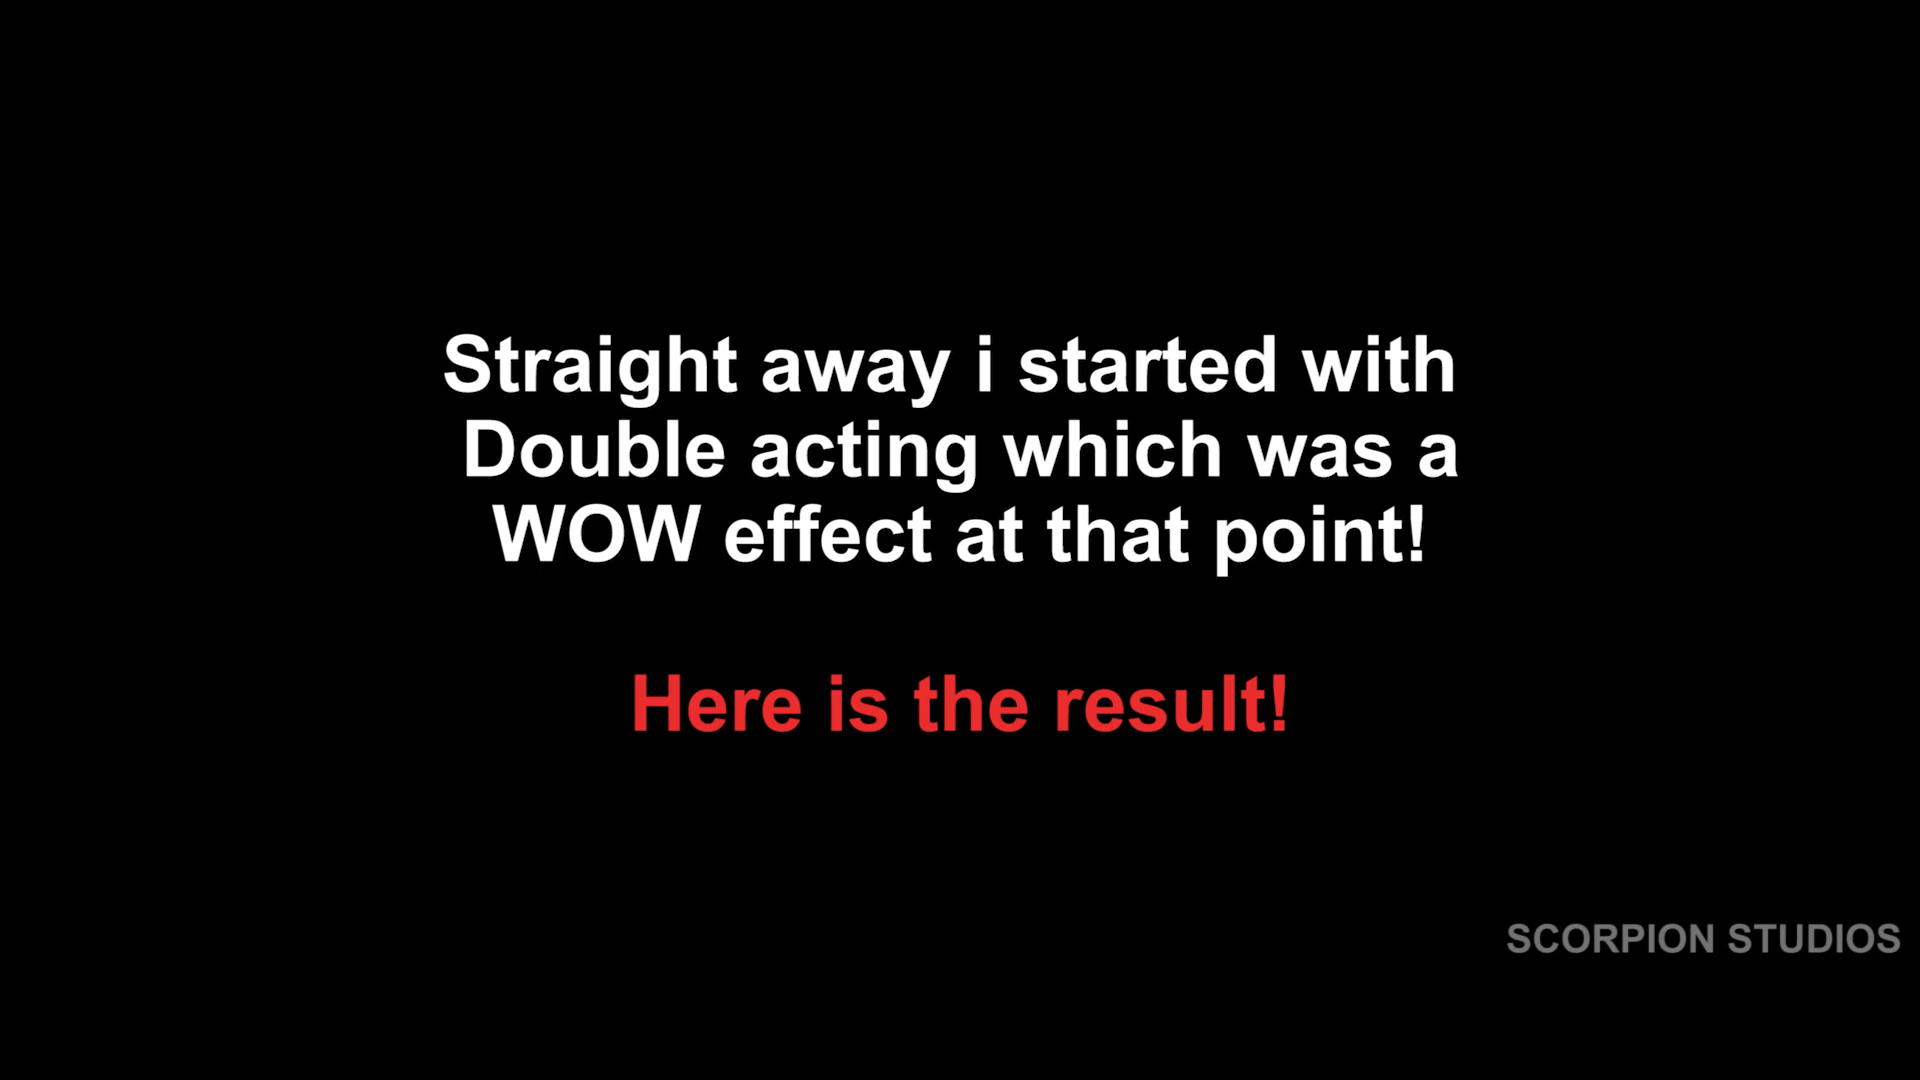 Straight away i started with
Double acting which was a
WOW effect at that point!
Here is the result!
SCORPION STUDIOS